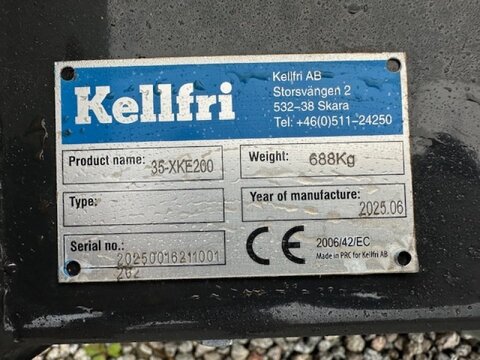 Kellfri
Kellfri AB
Storsvängen 2
532-38 Skara
Tel: +46(0)511-24250
Product name: 35-XKE200
Weight: 688Kg
Type:
Year of manufacture: 2025.06
Serial no.: 20250016211001
262
CE
2006/42/EC
Made in PRC for Kellfri AB